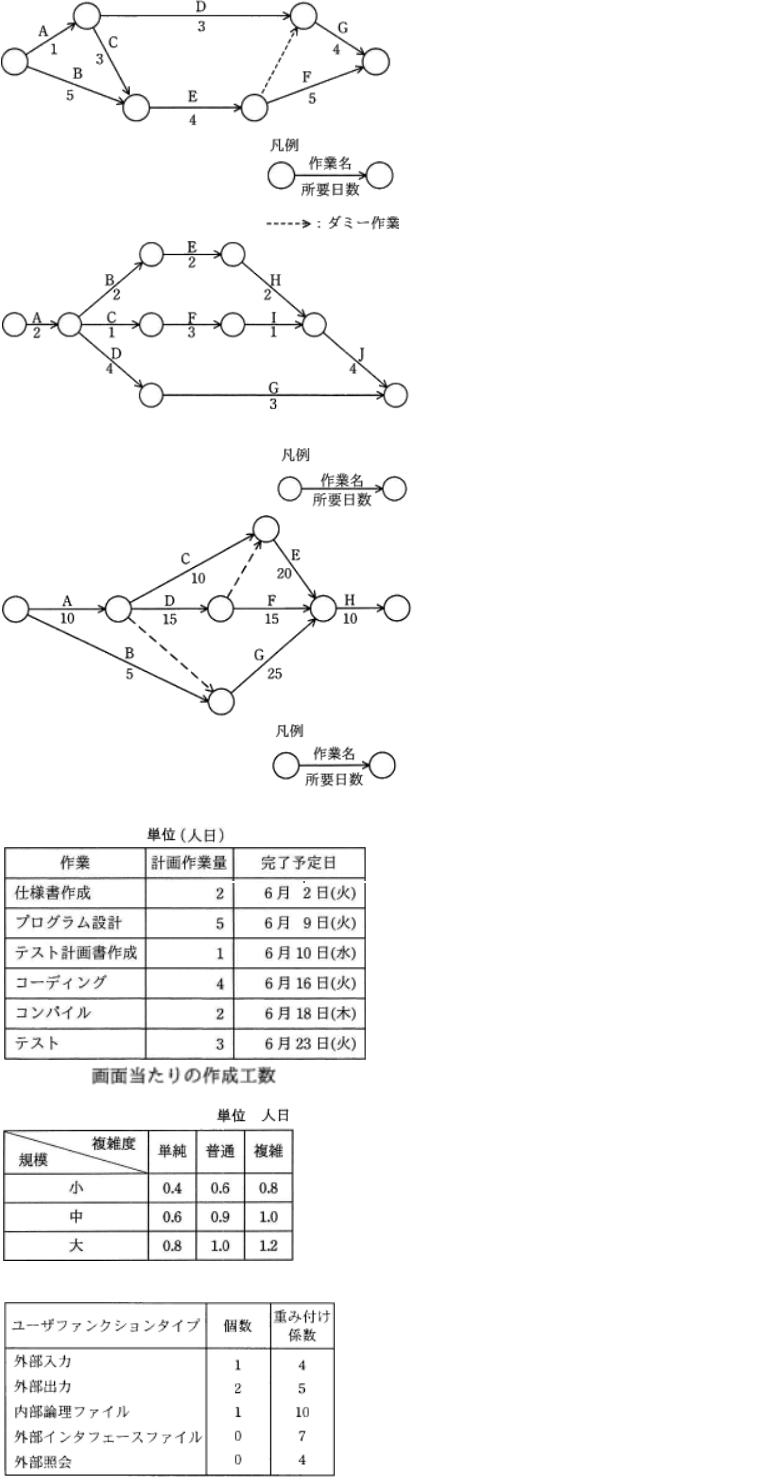 D
3
A
1
C
3
G
4
B
5
F
5
E
4
凡例
作業名
所要日数
：ダミー作業
E
2
B
2
H
2
A
2
C
1
F
3
I
1
D
4
J
4
G
3
凡例
作業名
所要日数
C
10
E
20
A
10
D
15
F
15
H
10
B
5
G
25
凡例
作業名
所要日数
単位（人日）
作業 計画作業量 完了予定日
仕様書作成 2 6月 2日(火)
プログラム設計 5 6月 9日(火)
テスト計画書作成 1 6月10日(水)
コーディング 4 6月16日(火)
コンパイル 2 6月18日(木)
テスト 3 6月23日(火)
画面当たりの作成工数
単位 人日
規模 複雑度 単純 普通 複雑
小 0.4 0.6 0.8
中 0.6 0.9 1.0
大 0.8 1.0 1.2
ユーザファンクションタイプ 個数 重み付け
係数
外部入力 1 4
外部出力 2 5
内部論理ファイル 1 10
外部インタフェースファイル 0 7
外部照会 0 4